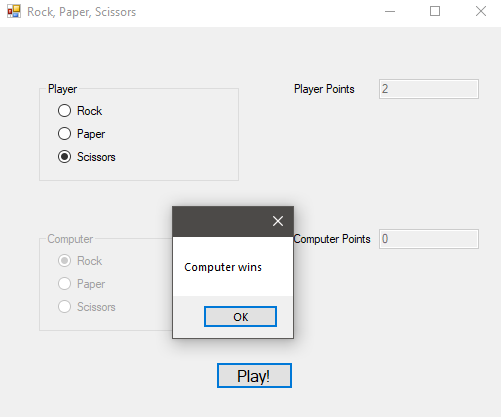 Rock, Paper, Scissors
Player
Rock
Paper
Scissors
Player Points 2
Computer
Rock
Paper
Scissors
Computer Points 0
Computer wins
OK
Play!